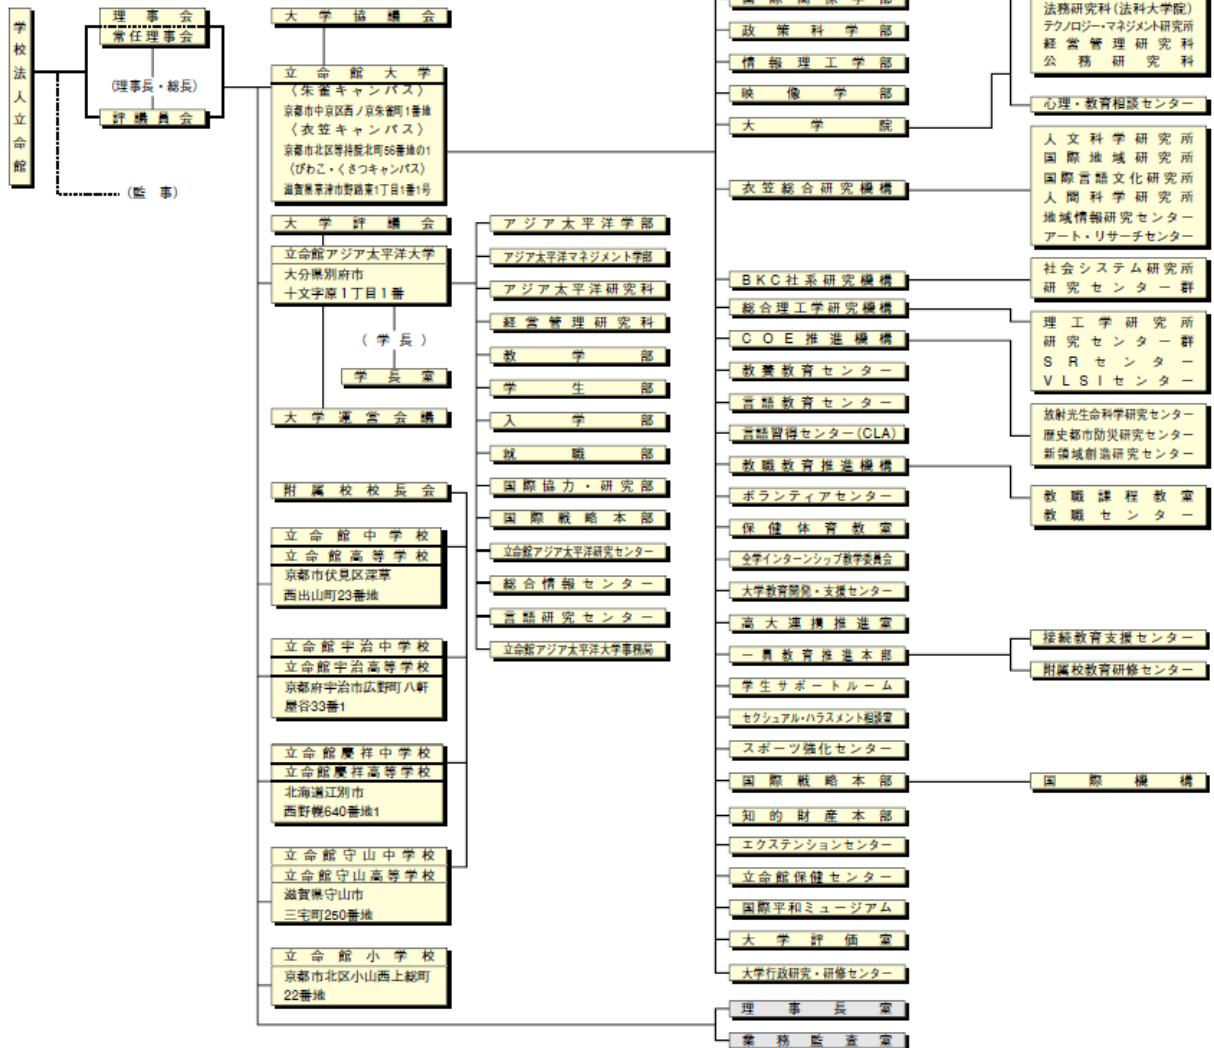 学校法人立命館
理事会
常任理事会
(理事長・総長)
評議員会
(監事)
大学協議会
立命館大学
〈朱雀キャンパス〉
京都市中京区西ノ京朱雀町1番地
〈衣笠キャンパス〉
京都市北区等持院北町56番地の1
〈びわこ・くさつキャンパス〉
滋賀県草津市野路東1丁目1番1号
大学評議会
立命館アジア太平洋大学
大分県別府市
十文字原1丁目1番
(学長)
学長室
大学運営会議
附属校校長会
立命館中学校
立命館高等学校
京都市伏見区深草
西出山町23番地
立命館宇治中学校
立命館宇治高等学校
京都府宇治市広野町八軒
屋谷33番1
立命館慶祥中学校
立命館慶祥高等学校
北海道江別市
西野幌640番地1
立命館守山中学校
立命館守山高等学校
滋賀県守山市
三宅町250番地
立命館小学校
京都市北区小山西上総町
22番地
アジア太平洋学部
アジア太平洋マネジメント学部
アジア太平洋研究科
経営管理研究科
教学部
学生部
入学部
就職部
国際協力・研究部
国際戦略本部
立命館アジア太平洋研究センター
総合情報センター
言語研究センター
立命館アジア太平洋大学事務局
国際関係学部
政策科学部
情報理工学部
映像学部
大学院
衣笠総合研究機構
BKC社系研究機構
総合理工学研究機構
COE推進機構
教養教育センター
言語教育センター
言語習得センター(CLA)
教職教育推進機構
ボランティアセンター
保健体育教室
全学インターンシップ教学委員会
大学教育開発・支援センター
高大連携推進室
一貫教育推進本部
学生サポートルーム
セクシュアル・ハラスメント相談室
スポーツ強化センター
国際戦略本部
知的財産本部
エクステンションセンター
立命館保健センター
国際平和ミュージアム
大学評価室
大学行政研究・研修センター
理事長室
業務監査室
法務研究科(法科大学院)
テクノロジー・マネジメント研究所
経営管理研究科
公務研究科
心理・教育相談センター
人文科学研究所
国際地域研究所
国際言語文化研究所
人間科学研究所
地域情報研究センター
アート・リサーチセンター
社会システム研究所
研究センター群
理工学研究所
研究センター群
SRセンター
VLSIセンター
放射光生命科学研究センター
歴史都市防災研究センター
新領域創造研究センター
教職課程教室
教職センター
接続教育支援センター
附属校教育研修センター
国際機構